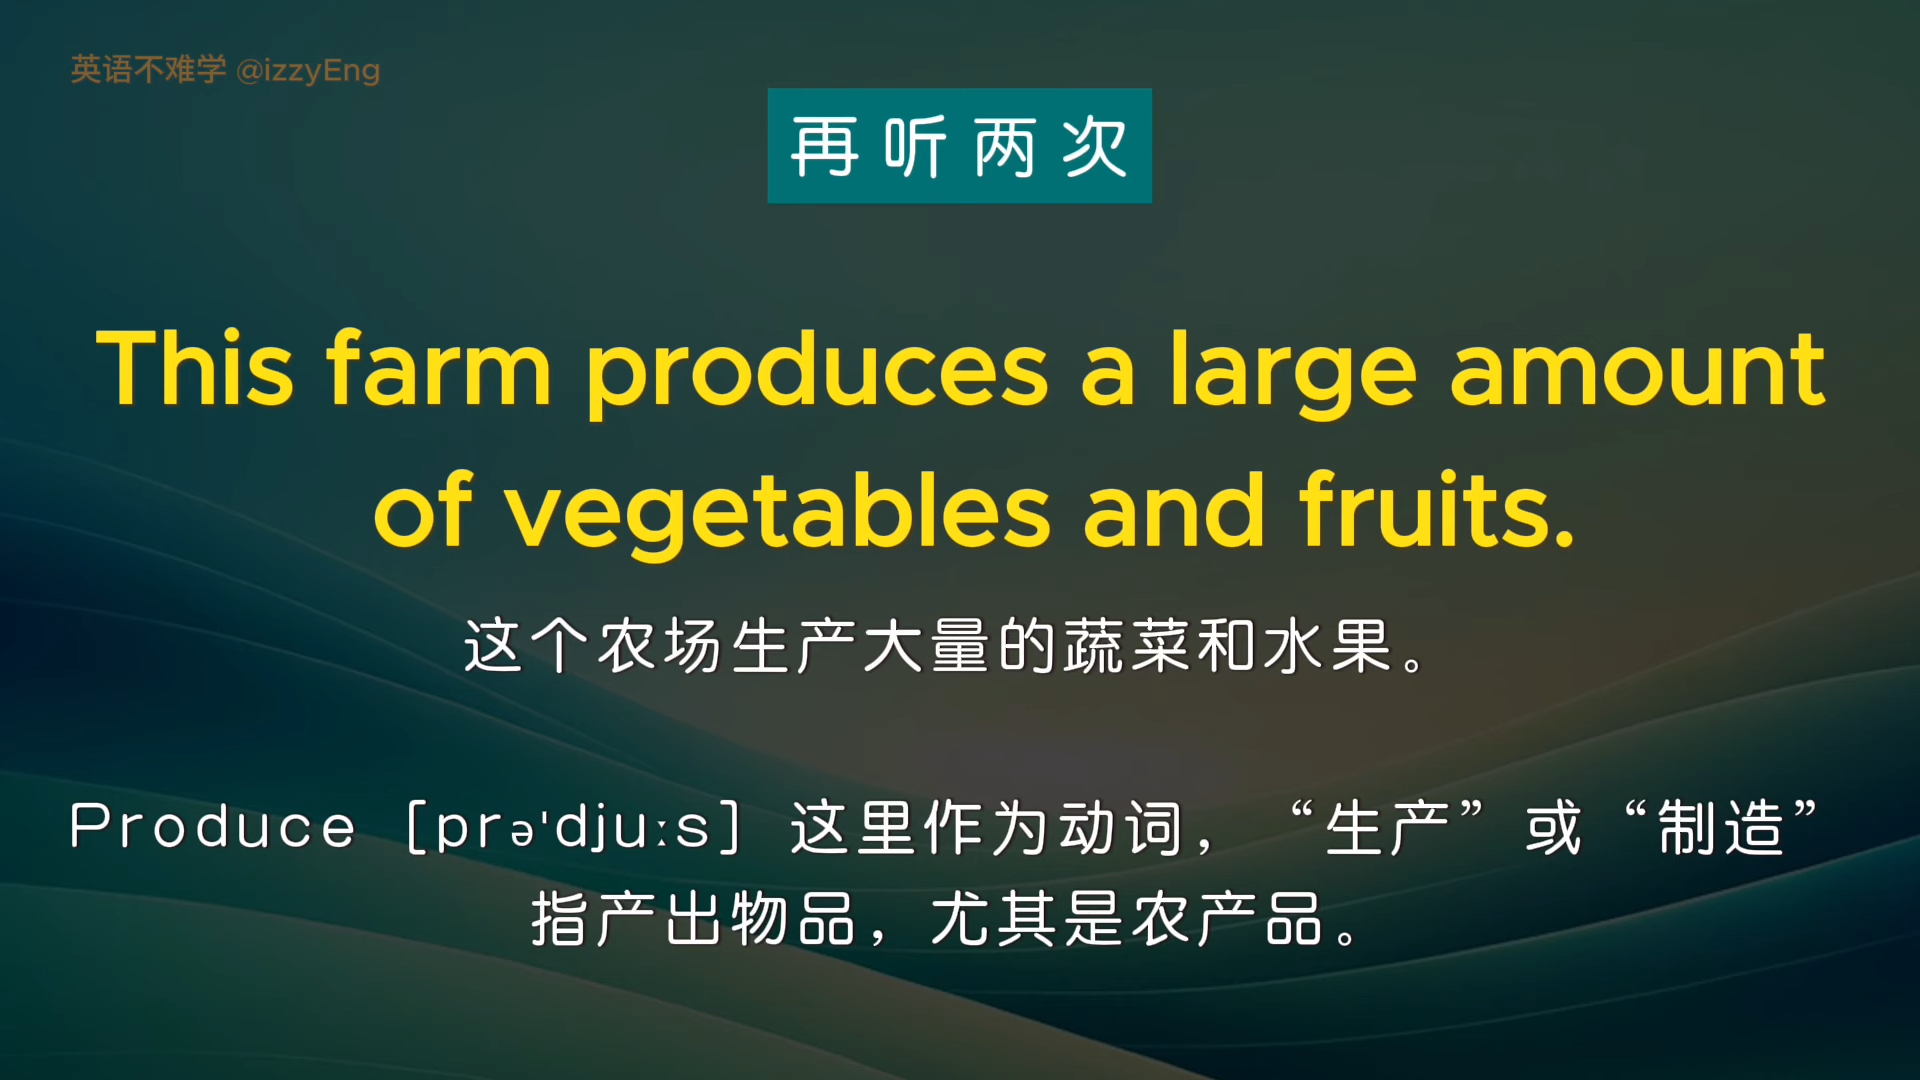 英语不难学 @izzyEng
再听两次
This farm produces a large amount
of vegetables and fruits.
这个农场生产大量的蔬菜和水果。
Produce [prə'djuːs] 这里作为动词，“生产”或“制造”
指产出物品，尤其是农产品。